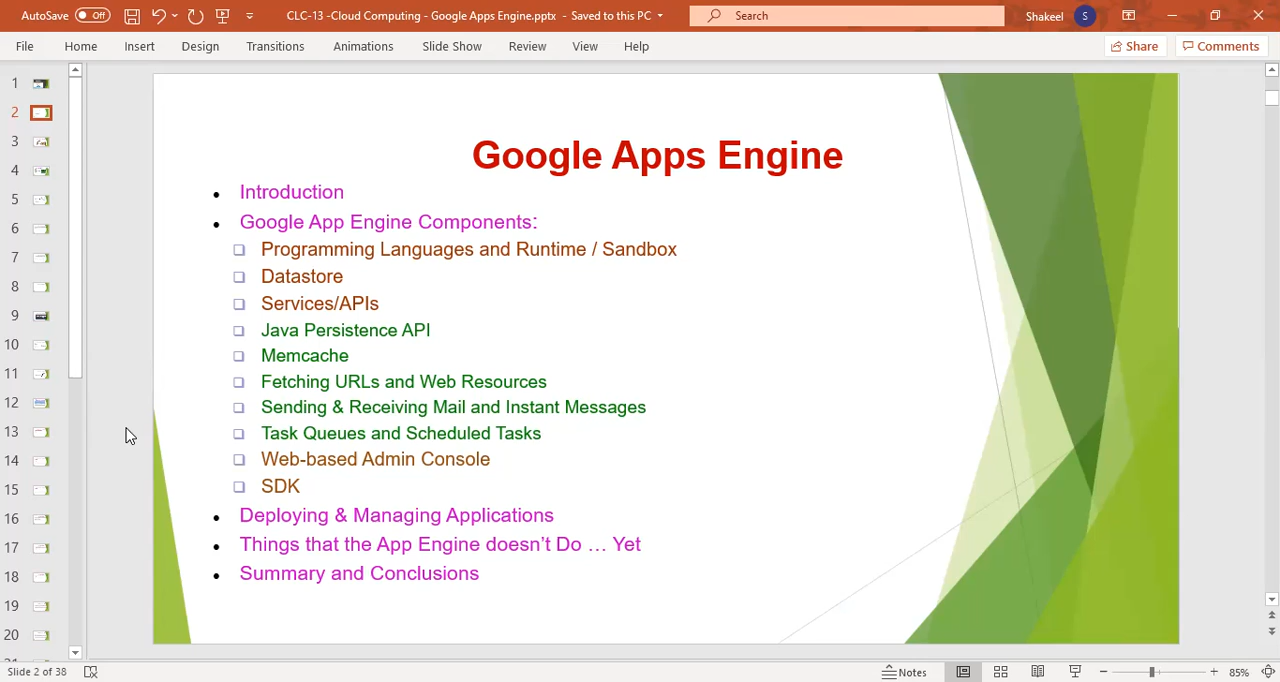 AutoSave Off CLC-13 -Cloud Computing - Google Apps Engine.pptx - Saved to this PC Search Shakeel S
File Home Insert Design Transitions Animations Slide Show Review View Help Share Comments
1
2
3
4
5
6
7
8
9
10
11
12
13
14
15
16
17
18
19
20
Google Apps Engine
• Introduction
• Google App Engine Components:
❑ Programming Languages and Runtime / Sandbox
❑ Datastore
❑ Services/APIs
❑ Java Persistence API
❑ Memcache
❑ Fetching URLs and Web Resources
❑ Sending & Receiving Mail and Instant Messages
❑ Task Queues and Scheduled Tasks
❑ Web-based Admin Console
❑ SDK
• Deploying & Managing Applications
• Things that the App Engine doesn’t Do … Yet
• Summary and Conclusions
Slide 2 of 38 Notes 85%